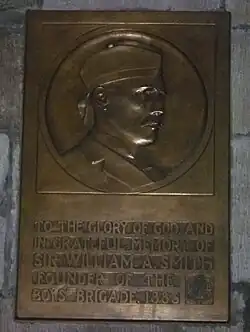 TO THE GLORY OF GOD AND
IN GRATEFUL MEMORY OF
SIR WILLIAM A. SMITH
FOUNDER OF THE
BOYS' BRIGADE, 1883